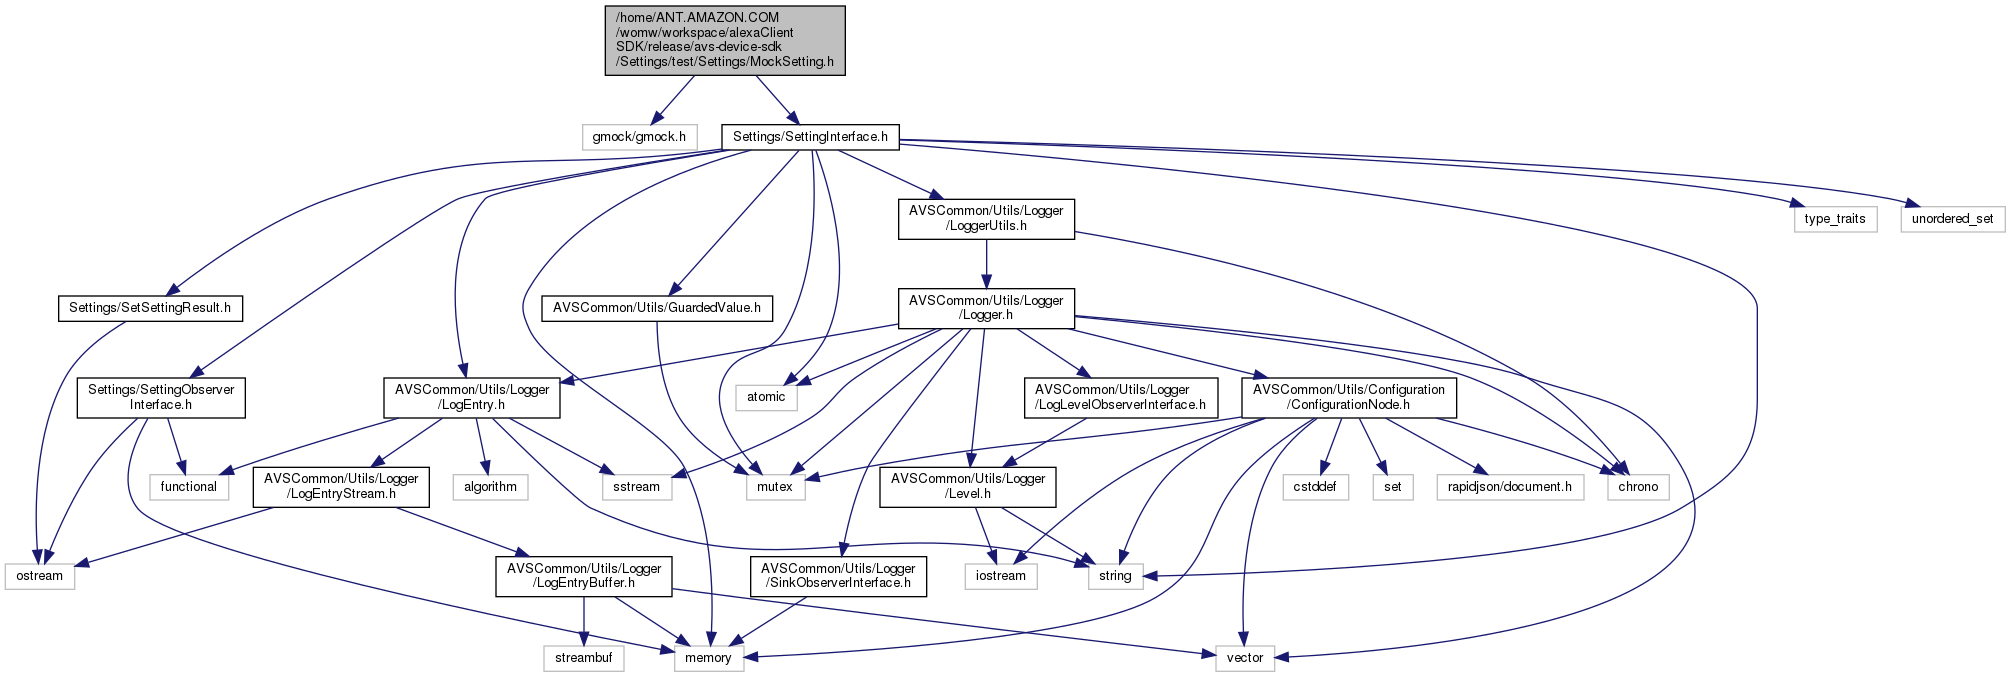 /home/ANT.AMAZON.COM
/womw/workspace/alexaClient
SDK/release/avs-device-sdk
/Settings/test/Settings/MockSetting.h
gmock/gmock.h
Settings/SettingInterface.h
AVSCommon/Utils/Logger
/LoggerUtils.h
type_traits
unordered_set
Settings/SetSettingResult.h
AVSCommon/Utils/GuardedValue.h
AVSCommon/Utils/Logger
/Logger.h
Settings/SettingObserver
Interface.h
AVSCommon/Utils/Logger
/LogEntry.h
atomic
AVSCommon/Utils/Logger
/LogLevelObserverInterface.h
AVSCommon/Utils/Configuration
/ConfigurationNode.h
functional
AVSCommon/Utils/Logger
/LogEntryStream.h
algorithm
sstream
mutex
AVSCommon/Utils/Logger
/Level.h
cstddef
set
rapidjson/document.h
chrono
ostream
AVSCommon/Utils/Logger
/LogEntryBuffer.h
AVSCommon/Utils/Logger
/SinkObserverInterface.h
iostream
string
streambuf
memory
vector